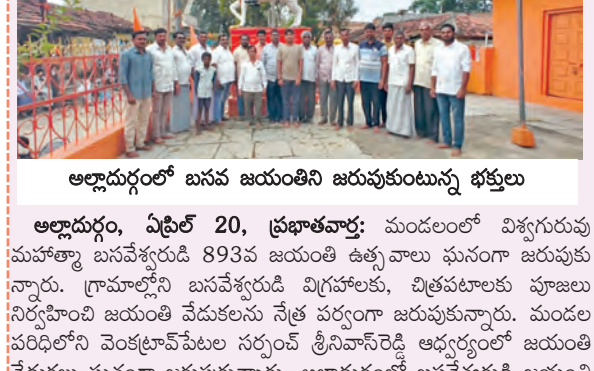 అల్లాదుర్గంలో బసవ జయంతిని జరుపుకుంటున్న భక్తులు
అల్లాదుర్గం, ఏప్రిల్ 20, ప్రభాతవార్త: మండలంలో విశ్వగురువు
మహాత్మా బసవేశ్వరుడి 893వ జయంతి ఉత్సవాలు ఘనంగా జరుపుకు
న్నారు. గ్రామాల్లోని బసవేశ్వరుడి విగ్రహాలకు, చిత్రపటాలకు పూజలు
నిర్వహించి జయంతి వేడుకలను నేత్ర పర్వంగా జరుపుకున్నారు. మండల
పరిధిలోని వెంకట్రావ్‌పేటల సర్పంచ్ శ్రీనివాస్‌రెడ్డి ఆధ్వర్యంలో జయంతి